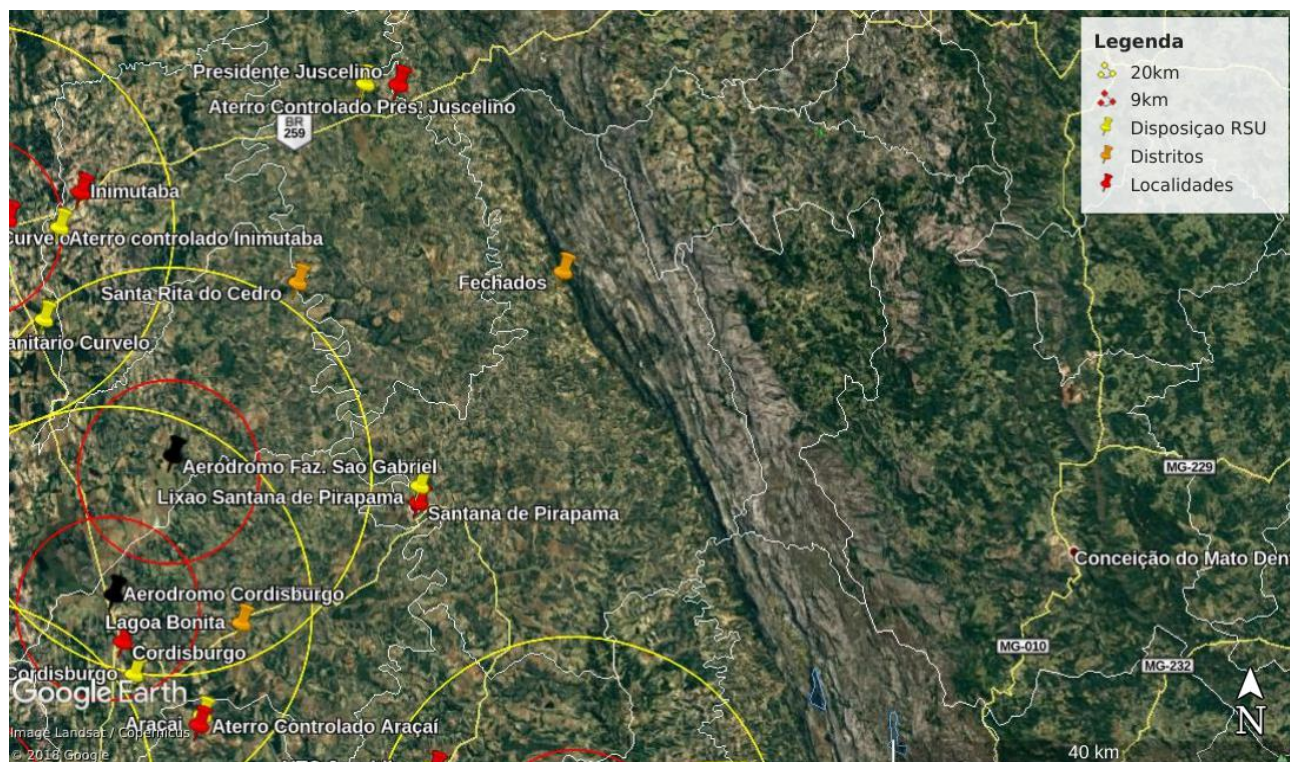 Legenda
20km
9km
Disposiçao RSU
Distritos
Localidades
Presidente Juscelino
Aterro Controlado Pres. Juscelino
BR
259
Inimutaba
Aterro controlado Inimutaba
Santa Rita do Cedro
Fechados
anitario Curvelo
Aerodromo Faz. Sao Gabriel
Lixao Santana de Pirapama
Santana de Pirapama
MG-229
Conceição do Mato Den
Aerodromo Cordisburgo
Lagoa Bonita
Cordisburgo
Cordisburgo
MG-010
MG-232
Google Earth
Araçai
Aterro Controlado Araçaí
Image Landsat / Copernicus
© 2018 Google
N
40 km